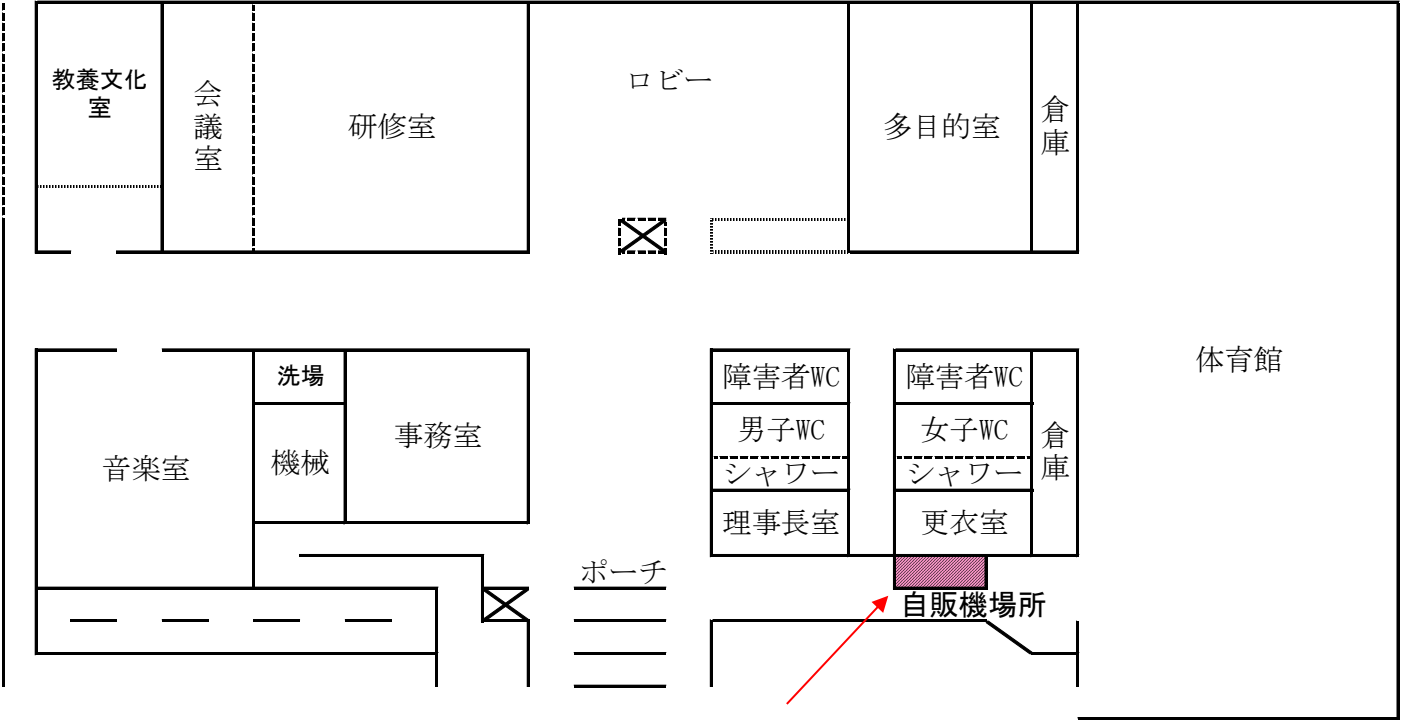 教養文化
室
会議室
研修室
ロビー
多目的室
倉庫
体育館
音楽室
洗場
機械
事務室
障害者WC
男子WC
シャワー
理事長室
障害者WC
女子WC
シャワー
更衣室
倉庫
ポーチ
自販機場所